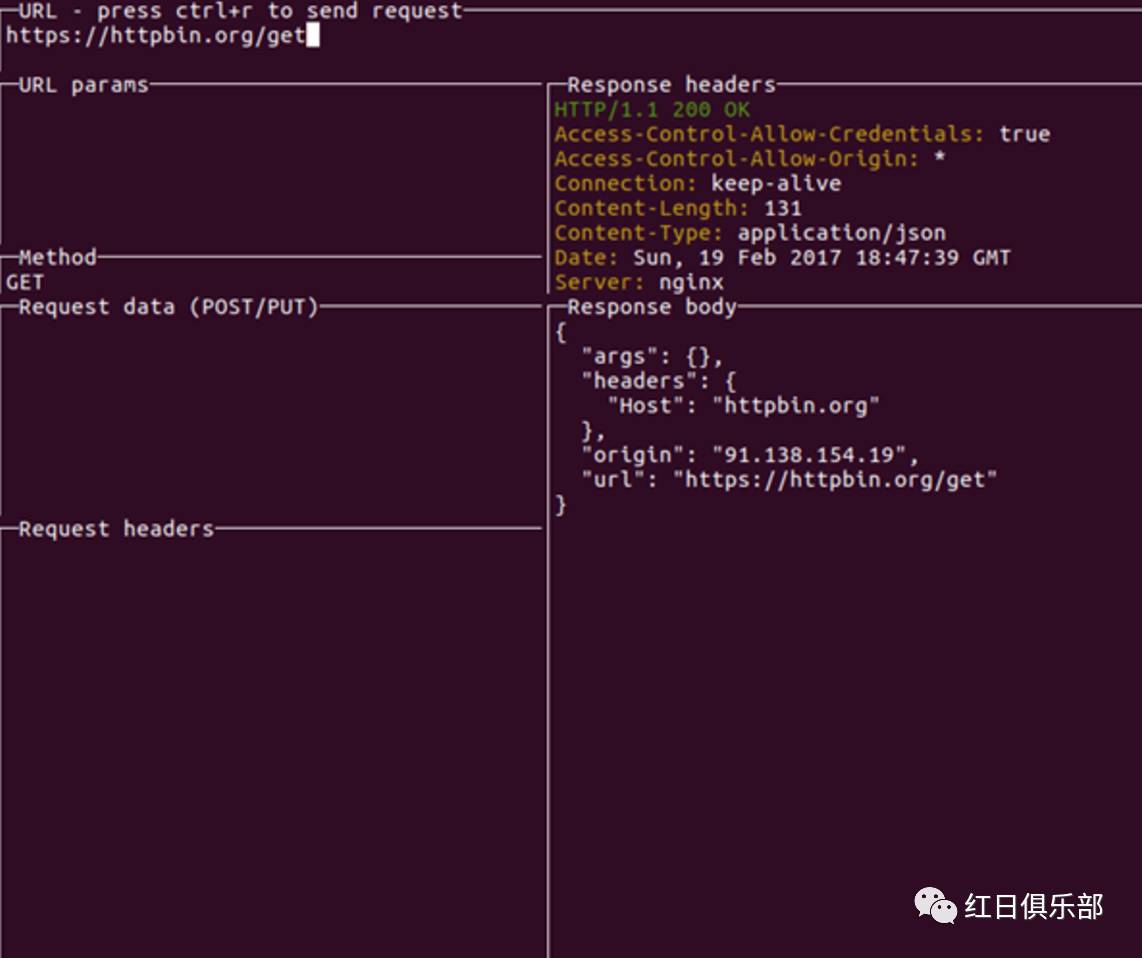 URL - press ctrl+r to send request
https://httpbin.org/get
URL params
Method
GET
Request data (POST/PUT)
Request headers
Response headers
HTTP/1.1 200 OK
Access-Control-Allow-Credentials: true
Access-Control-Allow-Origin: *
Connection: keep-alive
Content-Length: 131
Content-Type: application/json
Date: Sun, 19 Feb 2017 18:47:39 GMT
Server: nginx
Response body
{
  "args": {},
  "headers": {
    "Host": "httpbin.org"
  },
  "origin": "91.138.154.19",
  "url": "https://httpbin.org/get"
}
红日俱乐部